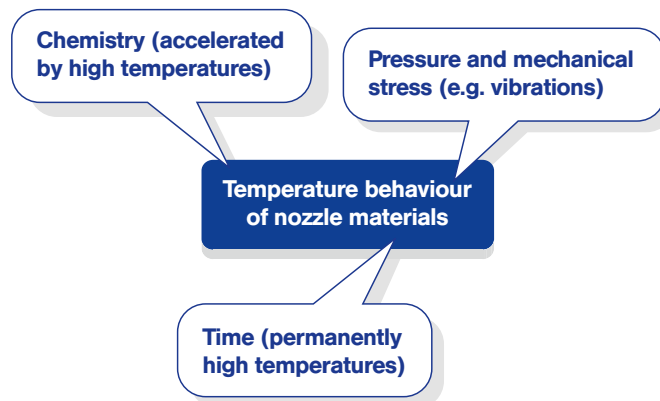 Chemistry (accelerated
by high temperatures)
Pressure and mechanical
stress (e.g. vibrations)
Temperature behaviour
of nozzle materials
Time (permanently
high temperatures)